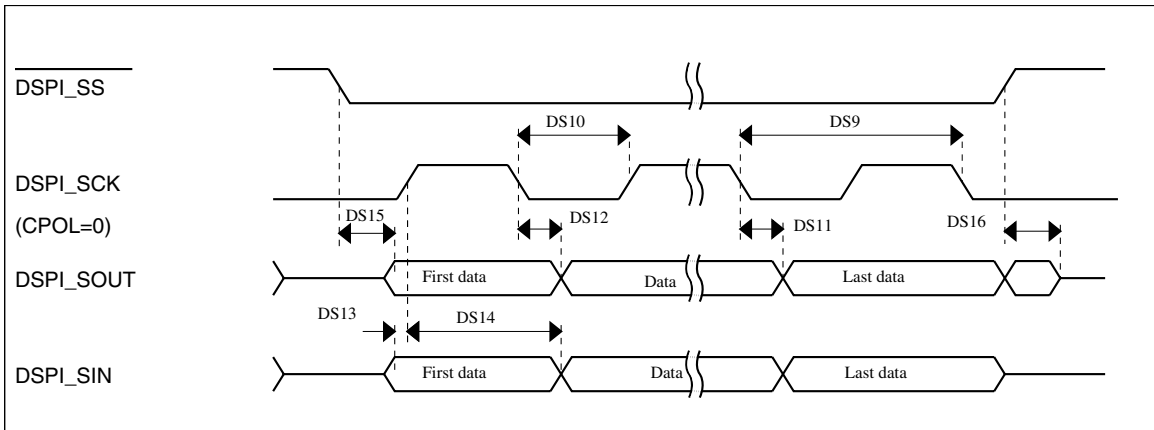 DSPI_SS
DS10
DS9
DSPI_SCK
(CPOL=0)
DS15
DS12
DS11
DS16
DSPI_SOUT
First data
Data
Last data
DS13
DS14
DSPI_SIN
First data
Data
Last data